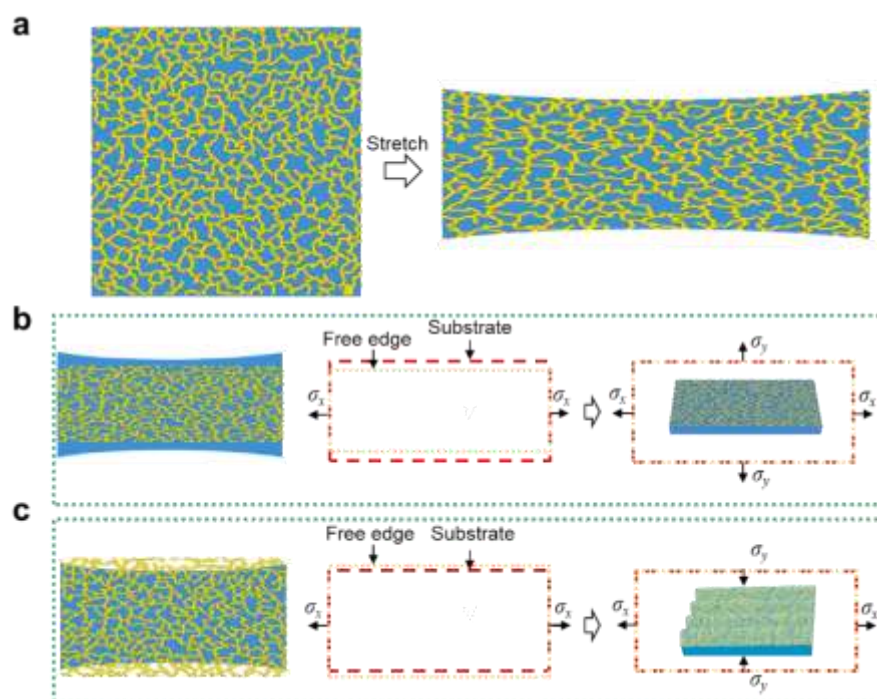 a
Stretch
b
Free edge
Substrate
σx
σx
σx
σy
σx
σy
c
Free edge
Substrate
σx
σx
σx
σy
σx
σy